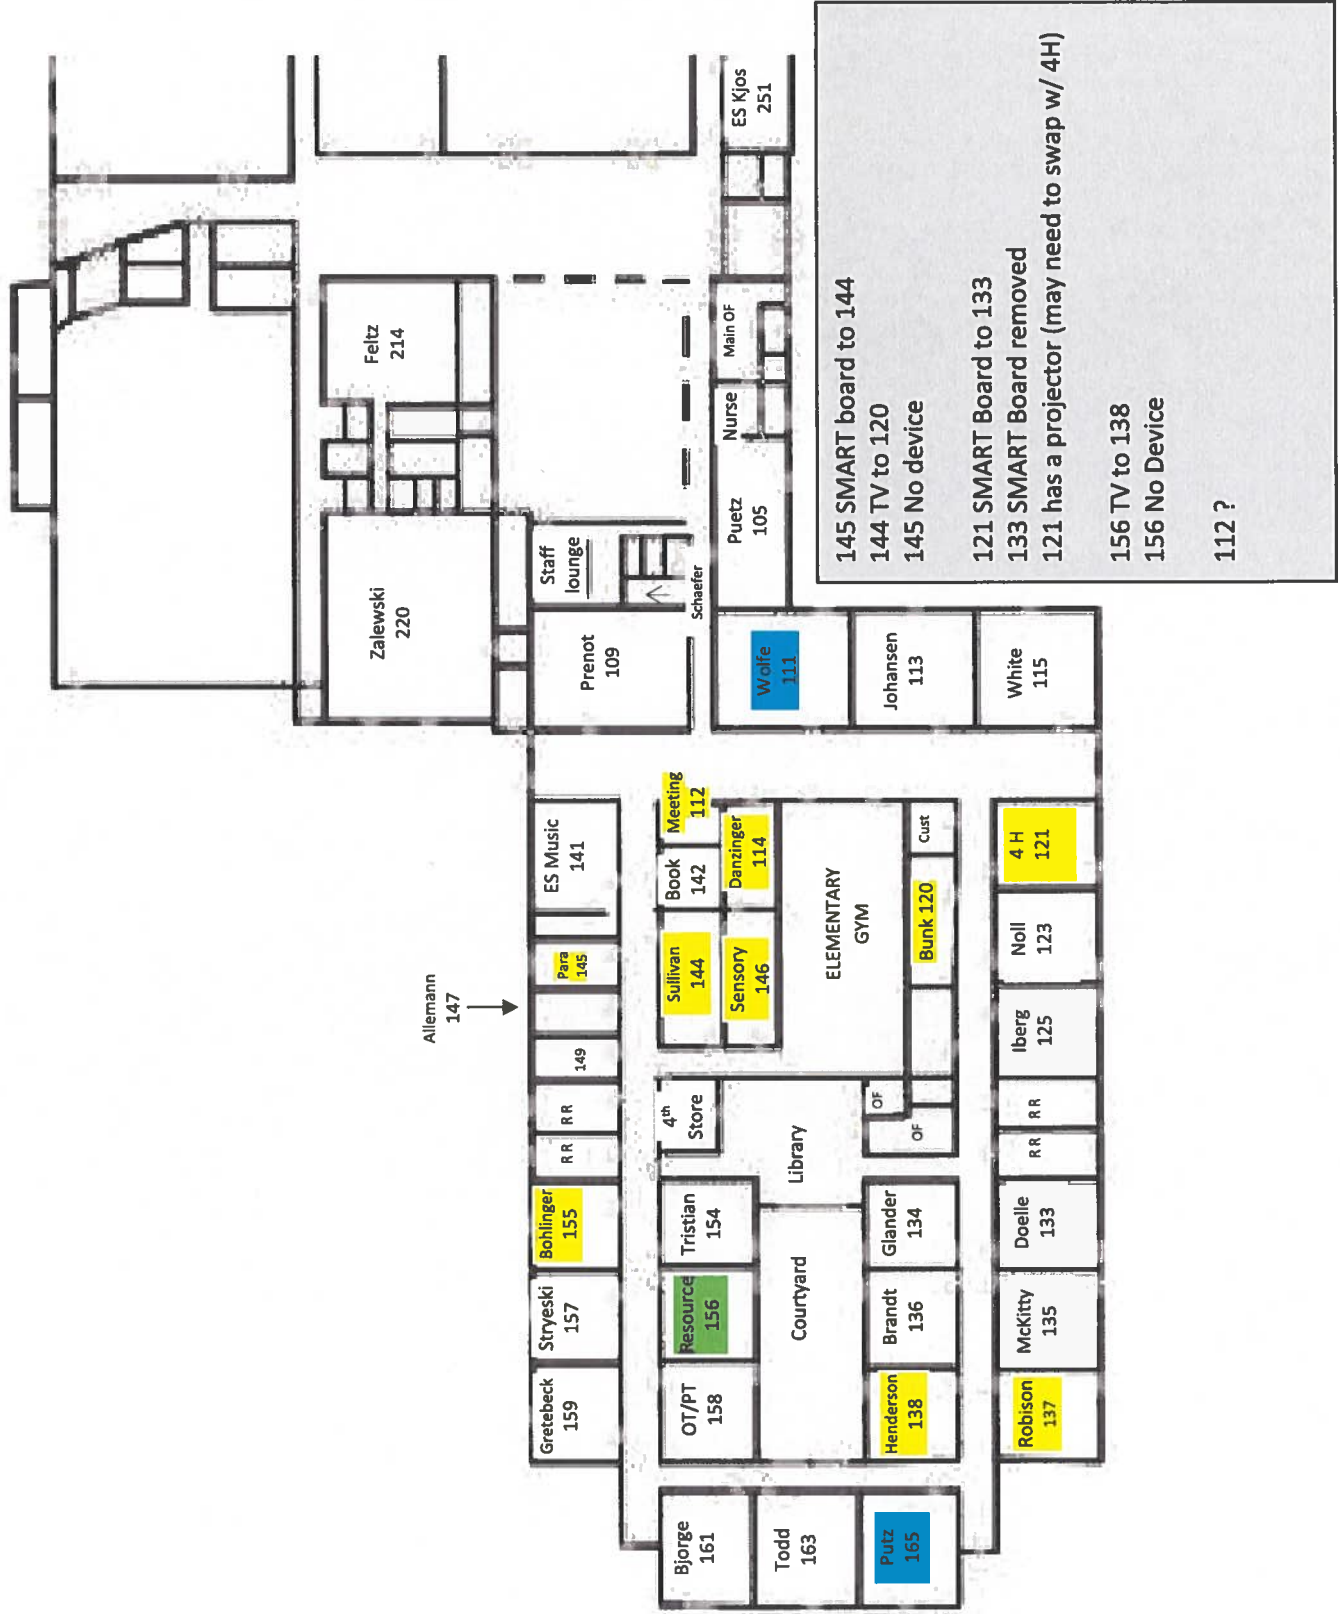 ES Kjos
251
Feltz
214
Main OF
Nurse
Puetz
105
Staff
lounge
Schaefer
Zalewski
220
Prenot
109
Wolfe
111
Johansen
113
White
115
ES Music
141
Meeting
112
Book
142
Danzinger
114
Sullivan
144
Sensory
146
ELEMENTARY
GYM
Cust
Bunk 120
4 H
121
Noll
123
Iberg
125
R R
R R
Para
145
Allemann
147
149
R R
R R
4th
Store
Library
OF
OF
Bohlinger
155
Stryeski
157
Gretebeck
159
Tristian
154
Resource
156
OT/PT
158
Courtyard
Glander
134
Brandt
136
Henderson
138
Doelle
133
McKitty
135
Robison
137
Bjorge
161
Todd
163
Putz
165
145 SMART board to 144
144 TV to 120
145 No device
121 SMART Board to 133
133 SMART Board removed
121 has a projector (may need to swap w/ 4H)
156 TV to 138
156 No Device
112 ?